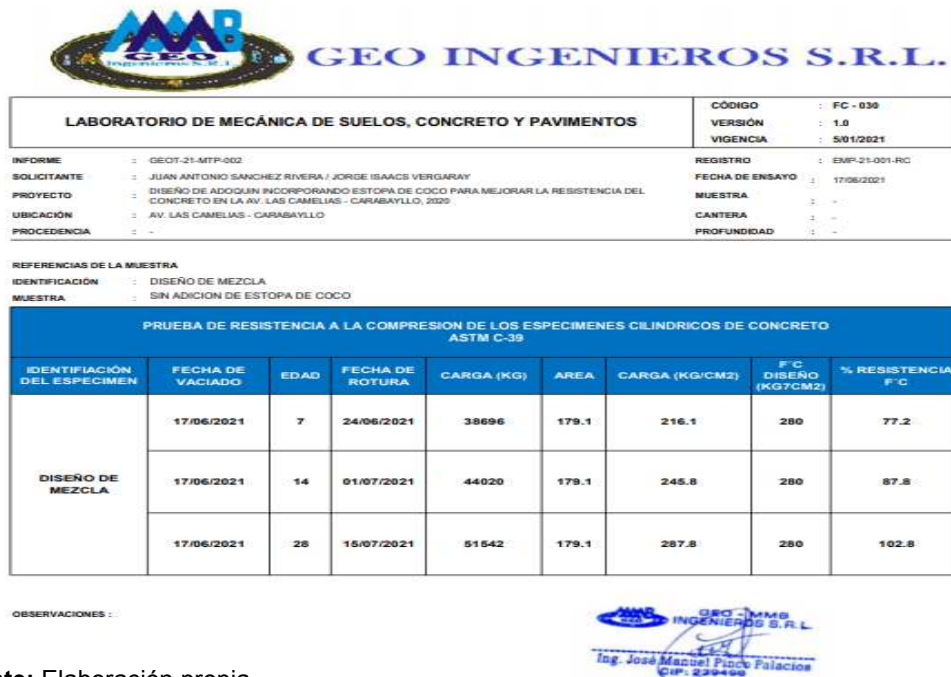 GEO
GEO INGENIEROS S.R.L.
LABORATORIO DE MECÁNICA DE SUELOS, CONCRETO Y PAVIMENTOS
CÓDIGO : FC - 030
VERSIÓN : 1.0
VIGENCIA : 5/01/2021
INFORME : GEOT-21-MTP-002
REGISTRO : EMP-21-001-RC
SOLICITANTE : JUAN ANTONIO SANCHEZ RIVERA / JORGE ISAACS VERGARAY
FECHA DE ENSAYO : 17/06/2021
PROYECTO : DISEÑO DE ADOQUIN INCORPORANDO ESTOPA DE COCO PARA MEJORAR LA RESISTENCIA DEL
CONCRETO EN LA AV. LAS CAMELIAS - CARABAYLLO, 2020
MUESTRA : -
UBICACIÓN : AV. LAS CAMELIAS - CARABAYLLO
CANTERA : -
PROCEDENCIA : -
PROFUNDIDAD : -
REFERENCIAS DE LA MUESTRA
IDENTIFICACIÓN : DISEÑO DE MEZCLA
MUESTRA : SIN ADICION DE ESTOPA DE COCO
PRUEBA DE RESISTENCIA A LA COMPRESION DE LOS ESPECIMENES CILINDRICOS DE CONCRETO
ASTM C-39
IDENTIFIACIÓN DEL ESPECIMEN FECHA DE VACIADO EDAD FECHA DE ROTURA CARGA (KG) AREA CARGA (KG/CM2) F´C DISEÑO (KG7CM2) % RESISTENCIA F´C
DISEÑO DE MEZCLA
17/06/2021 7 24/06/2021 38696 179.1 216.1 280 77.2
17/06/2021 14 01/07/2021 44020 179.1 245.8 280 87.8
17/06/2021 28 15/07/2021 51542 179.1 287.8 280 102.8
OBSERVACIONES :
GEO - MMB
INGENIEROS S.R.L.
Ing. José Manuel Pinco Palacios
CIP: 239490
Elaboración propia